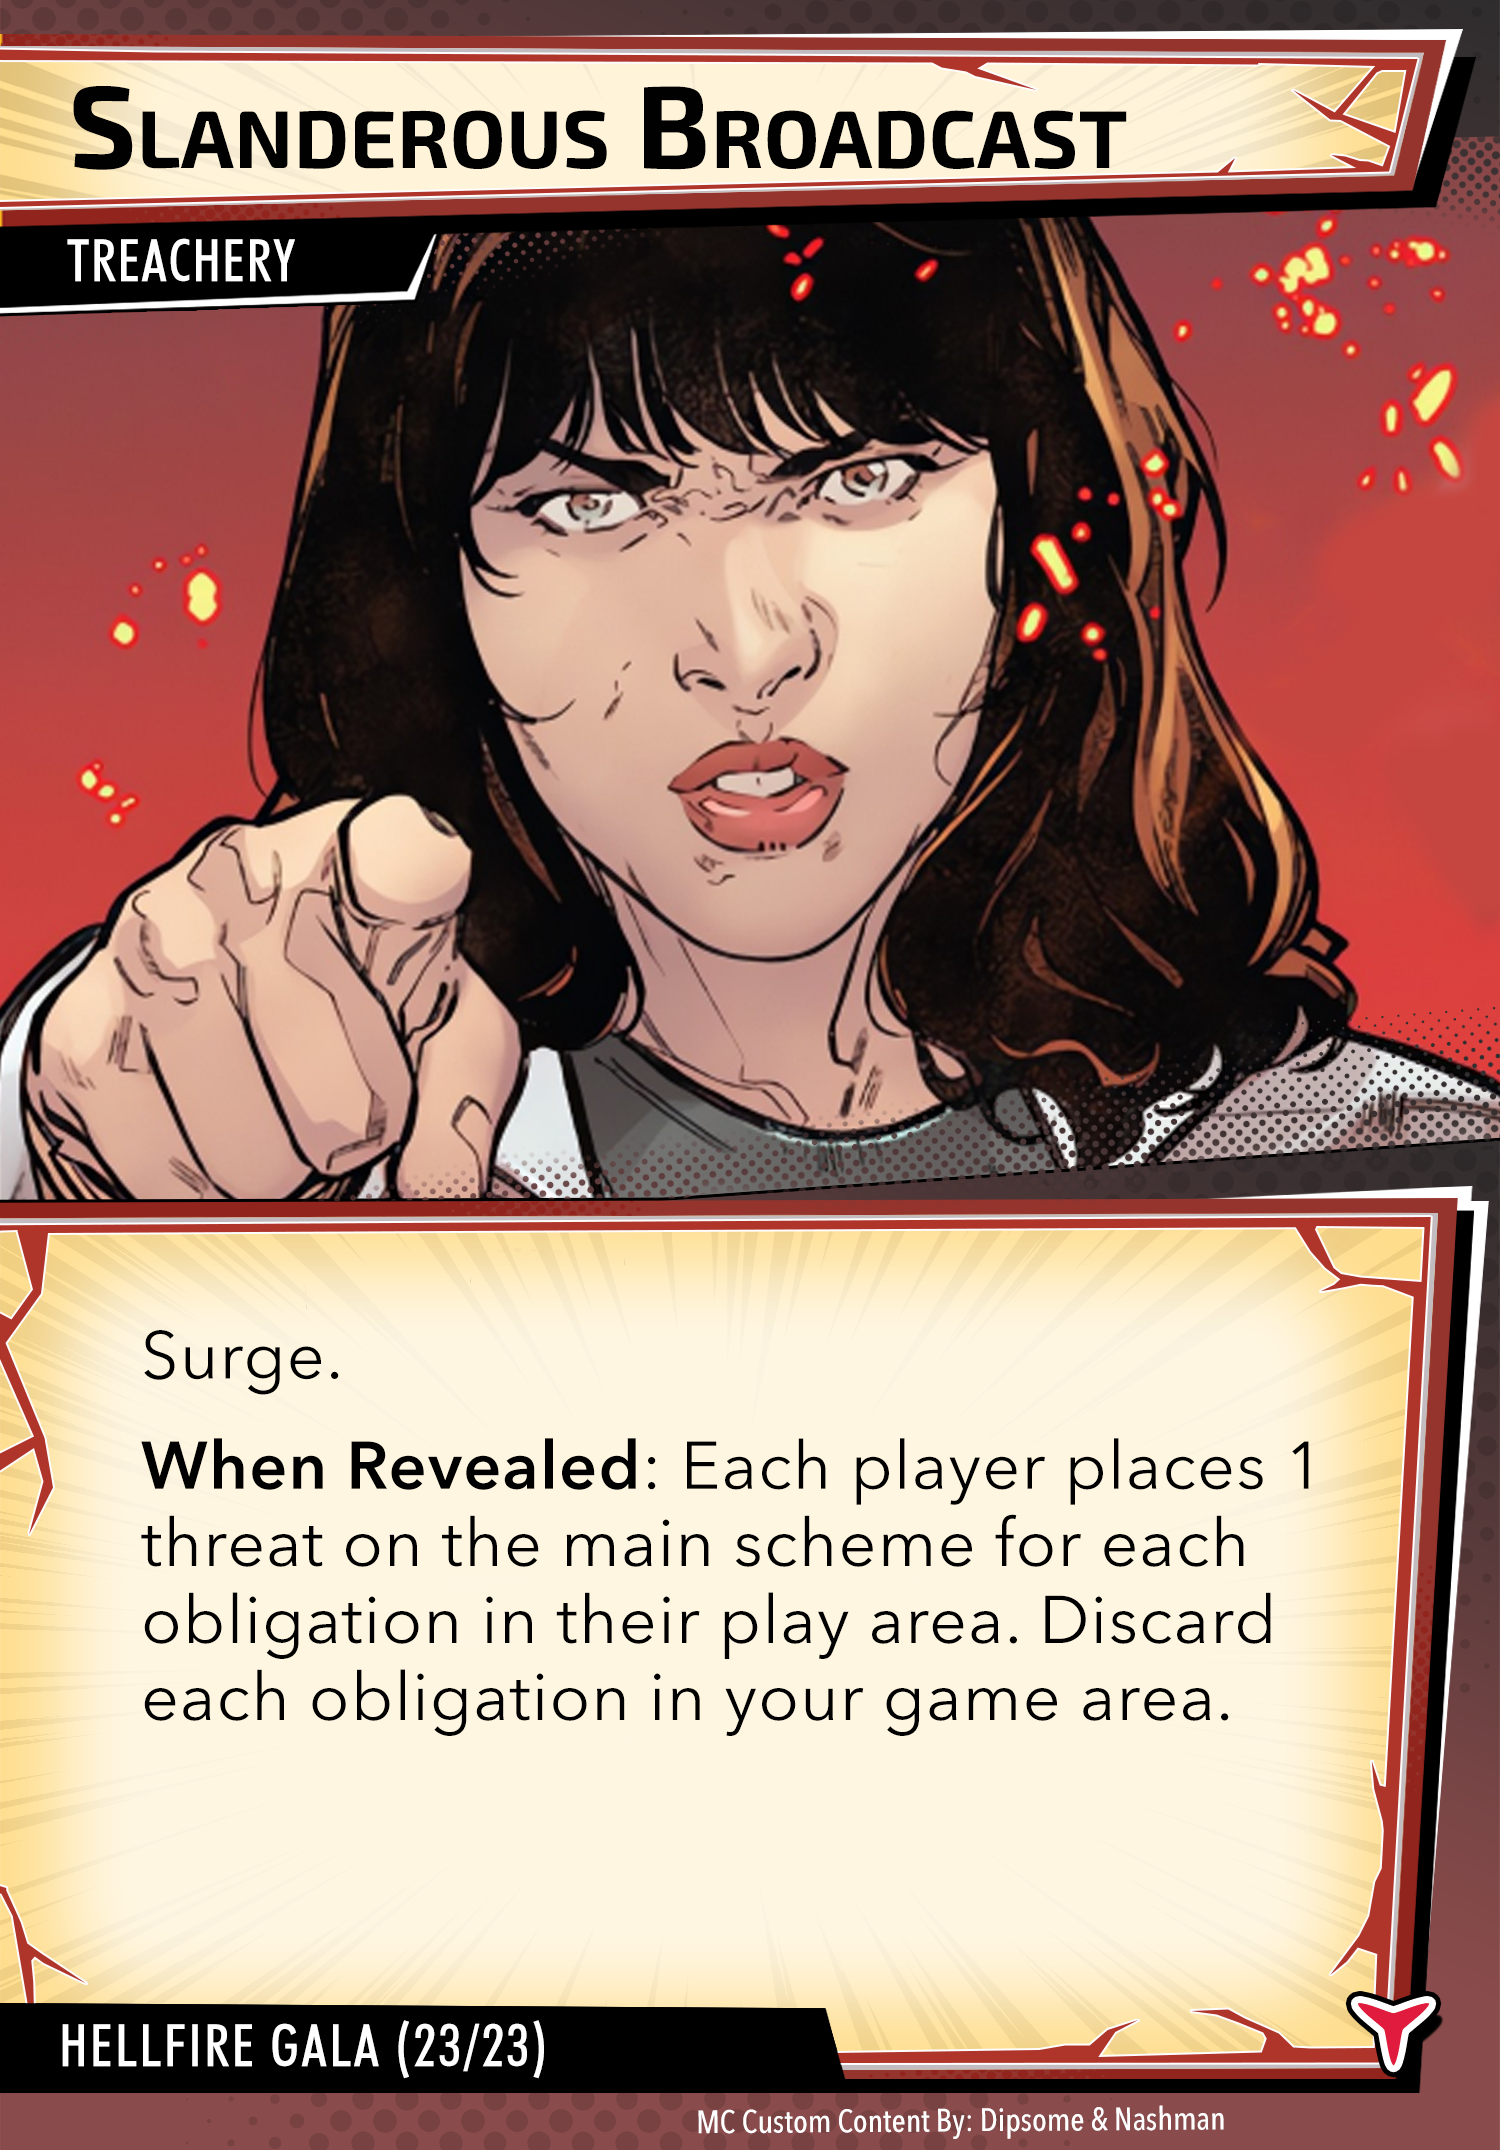 Slanderous Broadcast
TREACHERY
Surge.
When Revealed: Each player places 1
threat on the main scheme for each
obligation in their play area. Discard
each obligation in your game area.
HELLFIRE GALA (23/23)
MC Custom Content By: Dipsome & Nashman